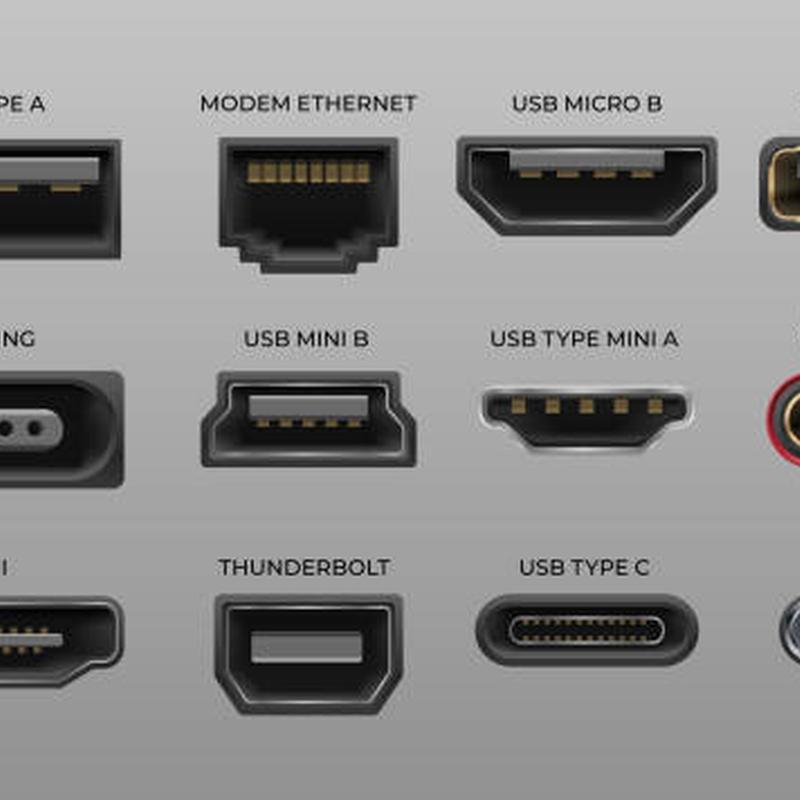 PE A
MODEM ETHERNET
USB MICRO B
NG
USB MINI B
USB TYPE MINI A
I
THUNDERBOLT
USB TYPE C